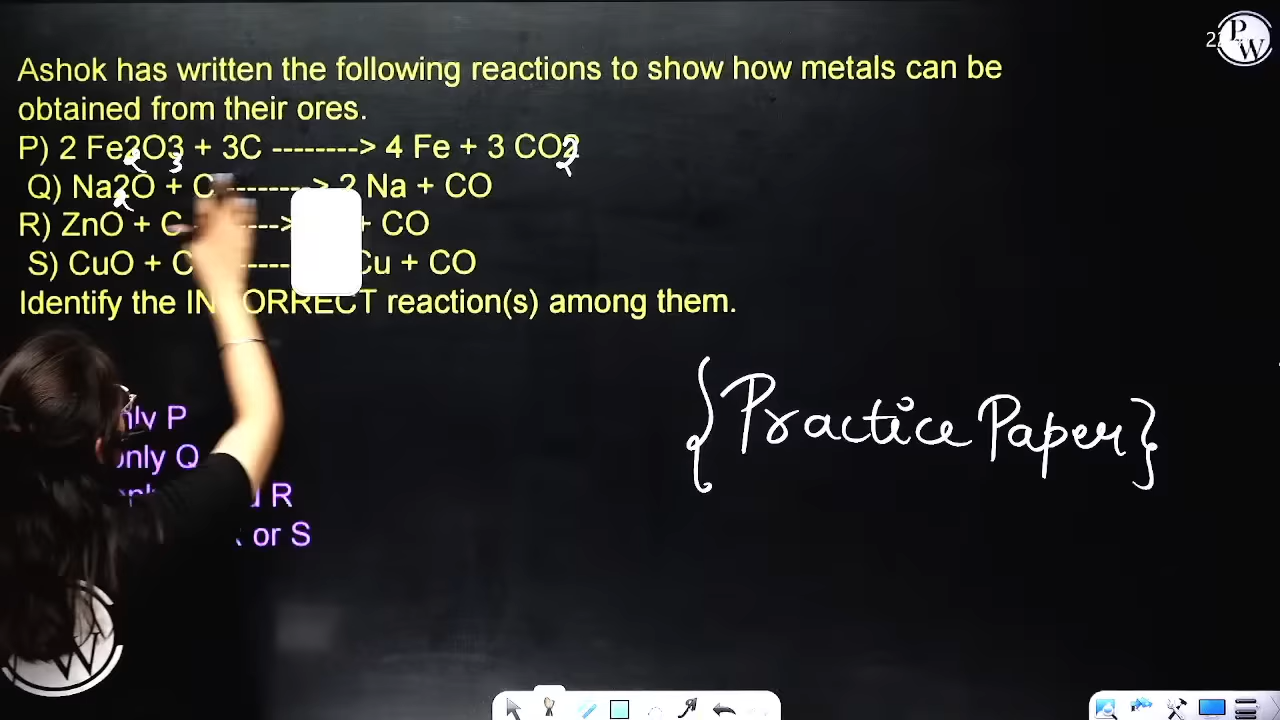 Ashok has written the following reactions to show how metals can be
obtained from their ores.
P) 2 Fe2O3 + 3C --------> 4 Fe + 3 CO2
Q) Na2O + C --------> 2 Na + CO
R) ZnO + C ----> + CO
S) CuO + C ---- Cu + CO
Identify the reaction(s) among them.
P
only Q
R
or S
{Practice Paper}
PW